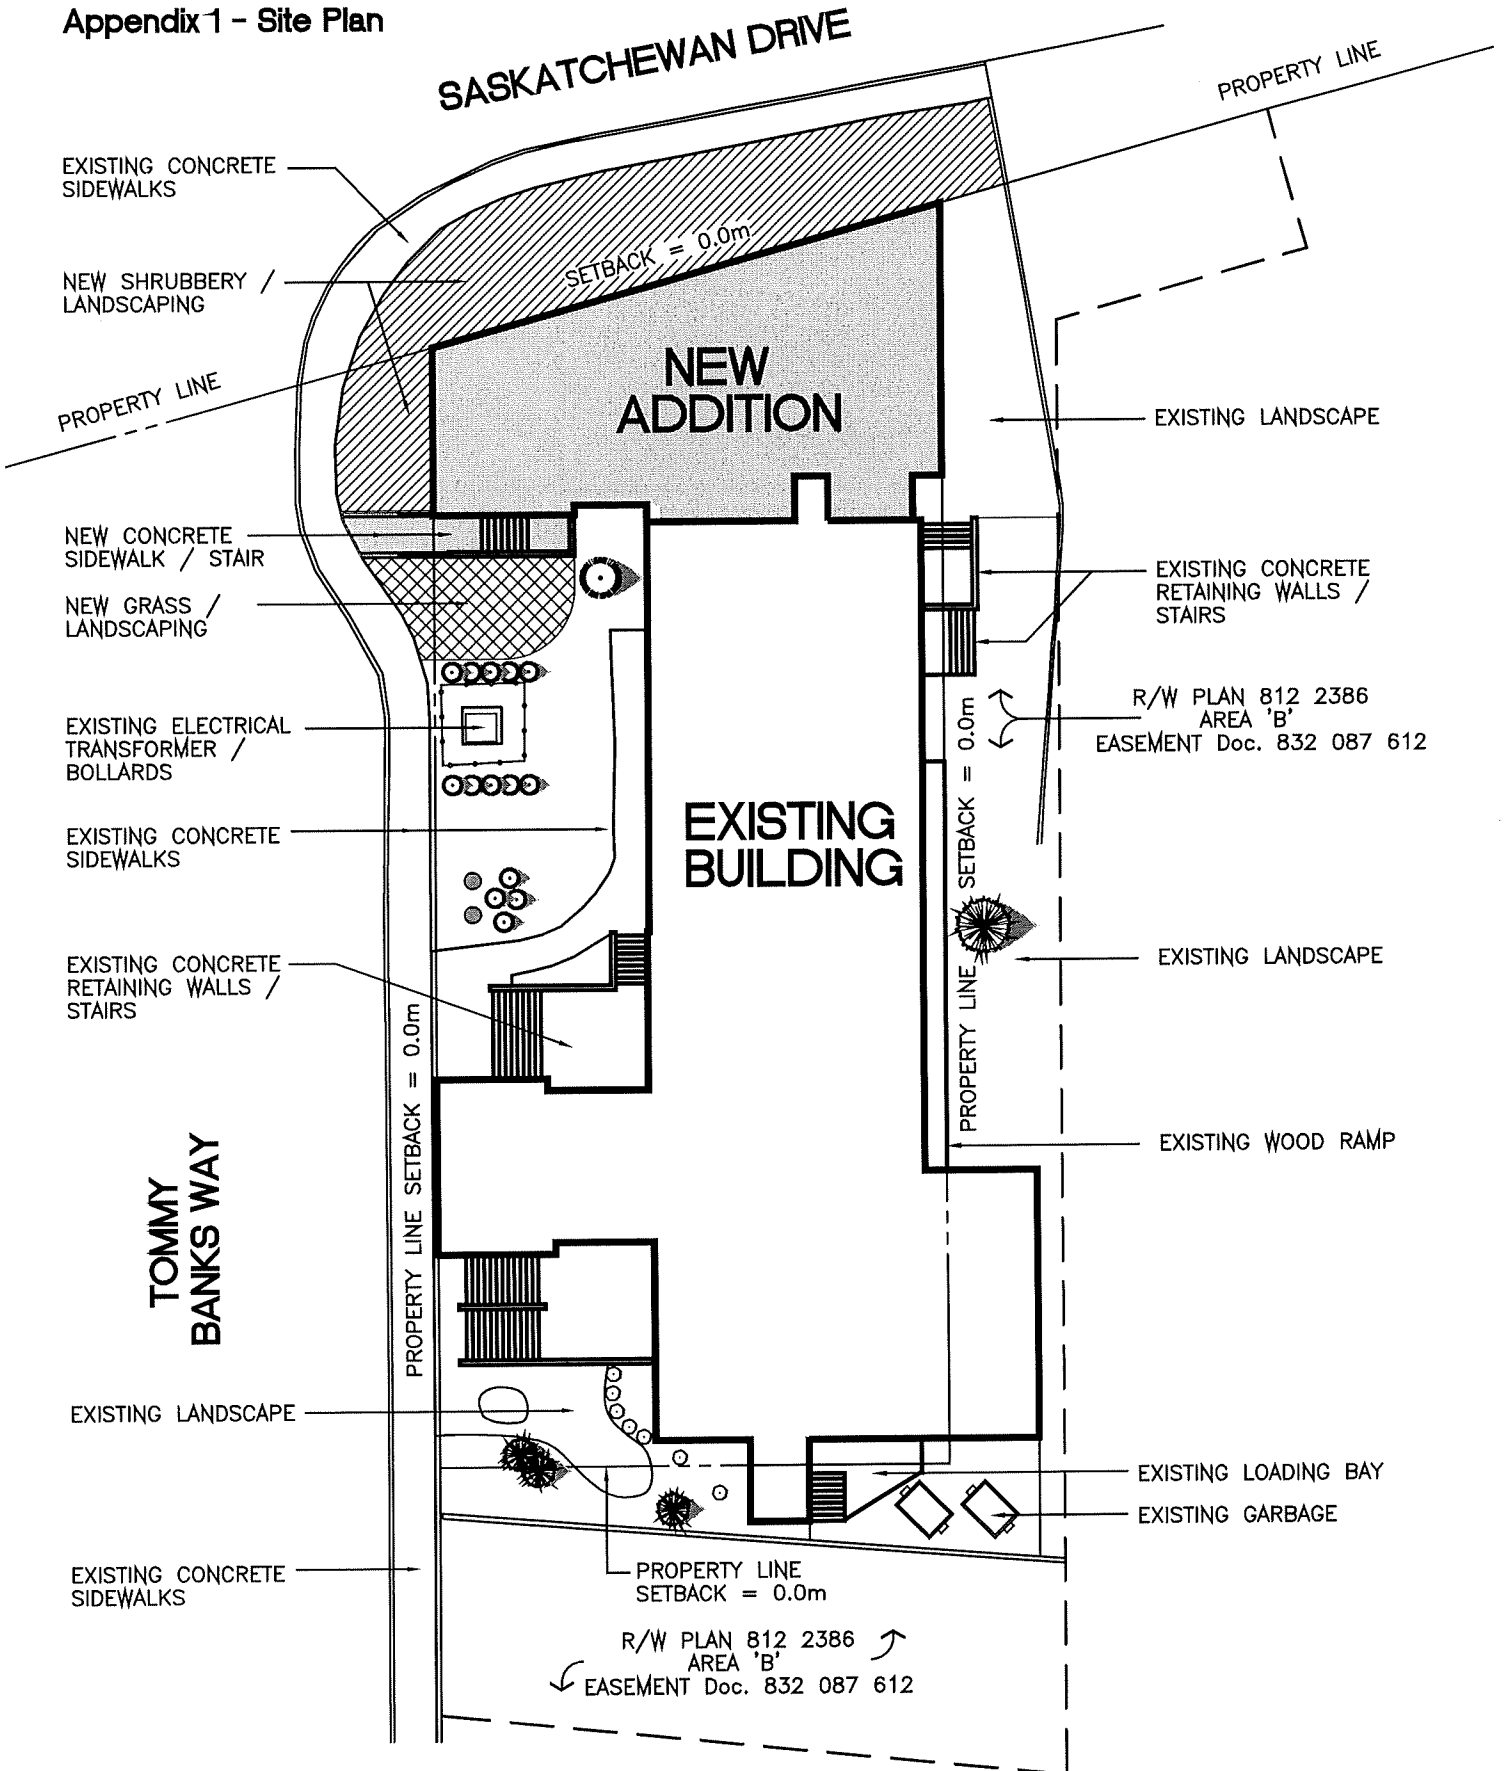 Appendix 1 - Site Plan
SASKATCHEWAN DRIVE
PROPERTY LINE
EXISTING CONCRETE
SIDEWALKS
NEW SHRUBBERY /
LANDSCAPING
SETBACK = 0.0m
PROPERTY LINE
NEW
ADDITION
EXISTING LANDSCAPE
NEW CONCRETE
SIDEWALK / STAIR
NEW GRASS /
LANDSCAPING
EXISTING CONCRETE
RETAINING WALLS /
STAIRS
R/W PLAN 812 2386
AREA 'B'
EASEMENT Doc. 832 087 612
EXISTING ELECTRICAL
TRANSFORMER /
BOLLARDS
EXISTING CONCRETE
SIDEWALKS
EXISTING
BUILDING
PROPERTY LINE SETBACK = 0.0m
EXISTING LANDSCAPE
EXISTING CONCRETE
RETAINING WALLS /
STAIRS
PROPERTY LINE SETBACK = 0.0m
EXISTING WOOD RAMP
TOMMY
BANKS WAY
EXISTING LANDSCAPE
EXISTING LOADING BAY
EXISTING GARBAGE
EXISTING CONCRETE
SIDEWALKS
PROPERTY LINE
SETBACK = 0.0m
R/W PLAN 812 2386
AREA 'B'
EASEMENT Doc. 832 087 612